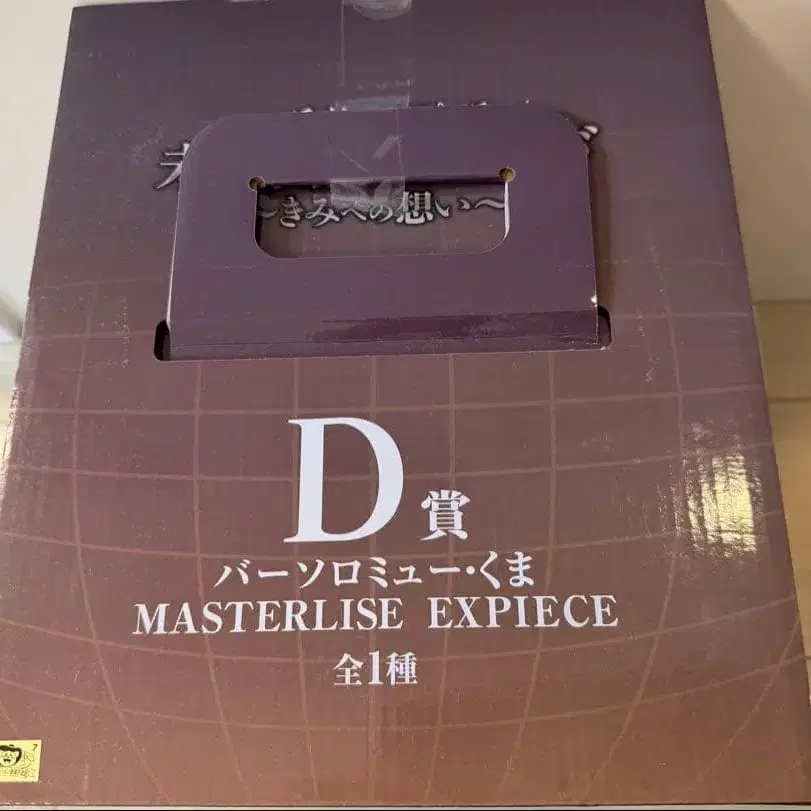 〜きみへの想い〜
D賞
バーソロミュー・くま
MASTERLISE EXPIECE
全1種
7